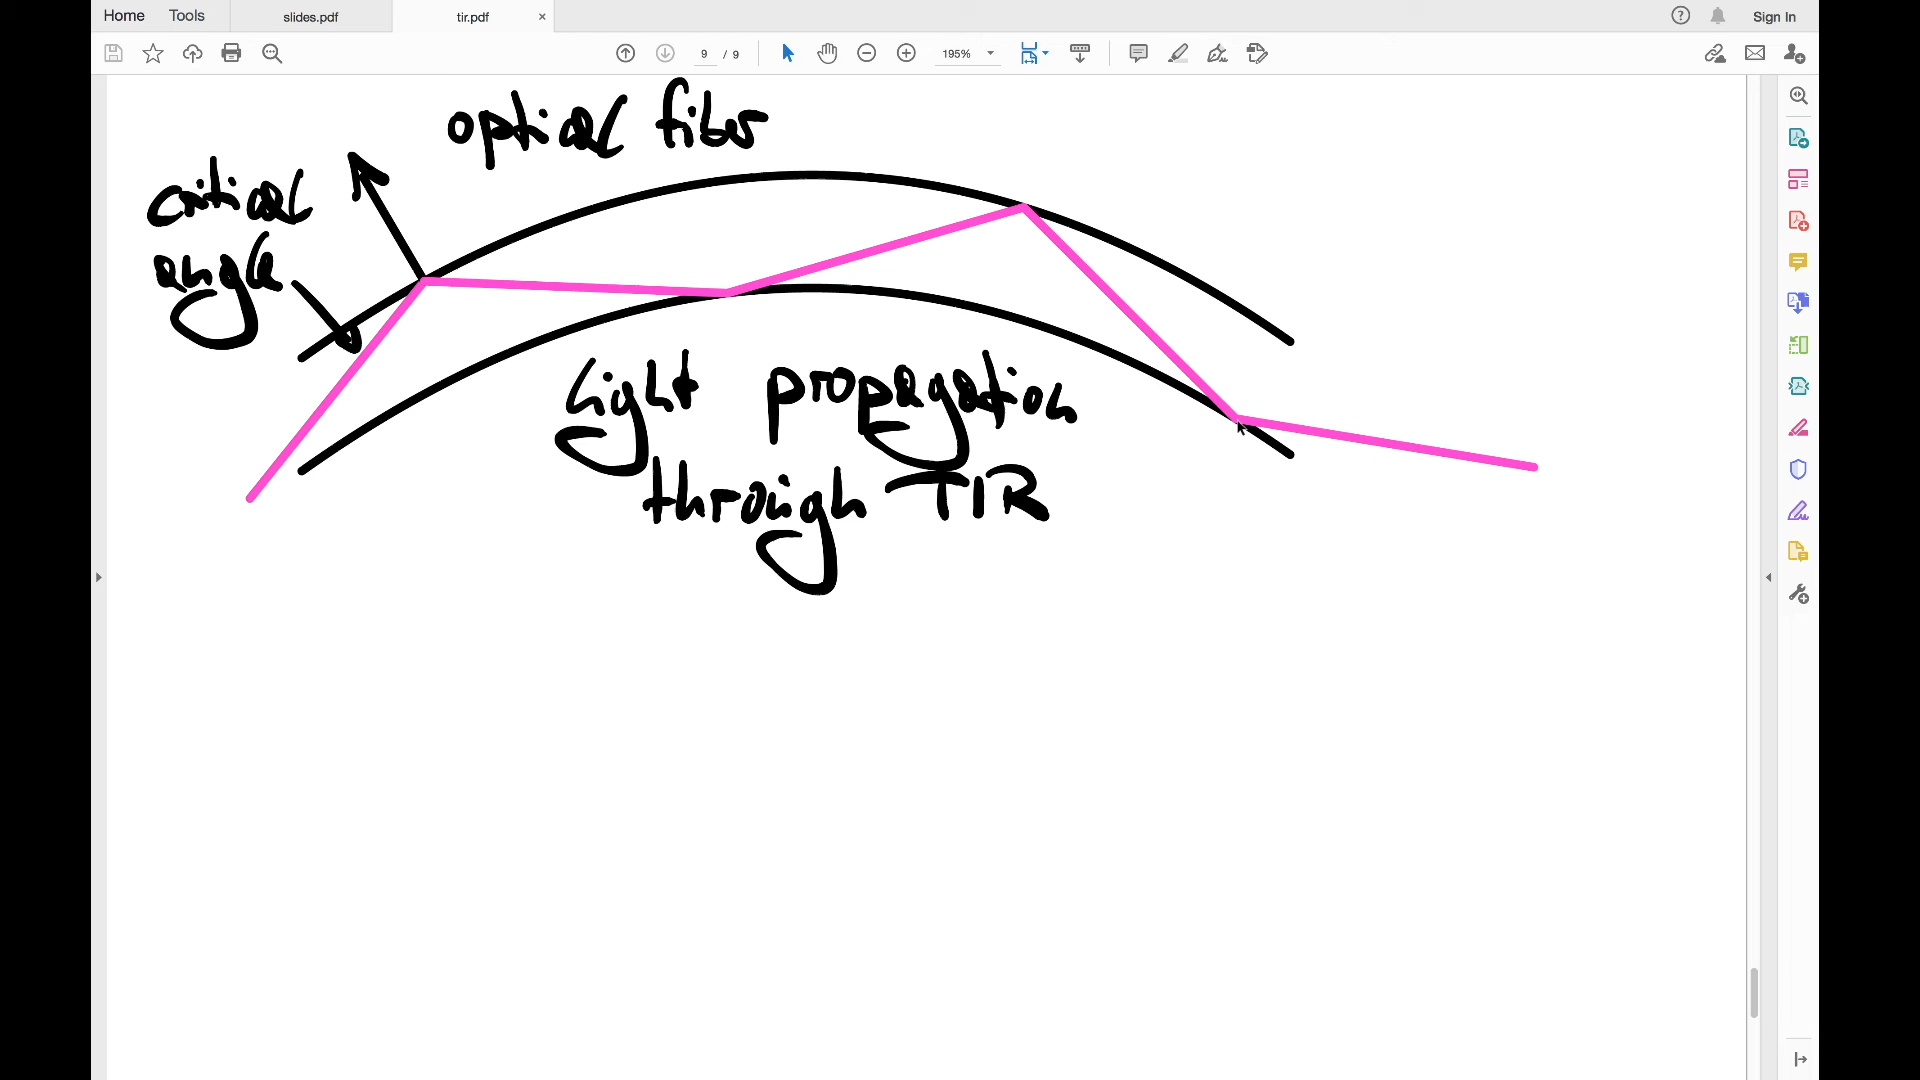 Home Tools slides.pdf tir.pdf × ? Sign In
9 / 9 195%
optical fiber
critical
angle
light propagation
through TIR